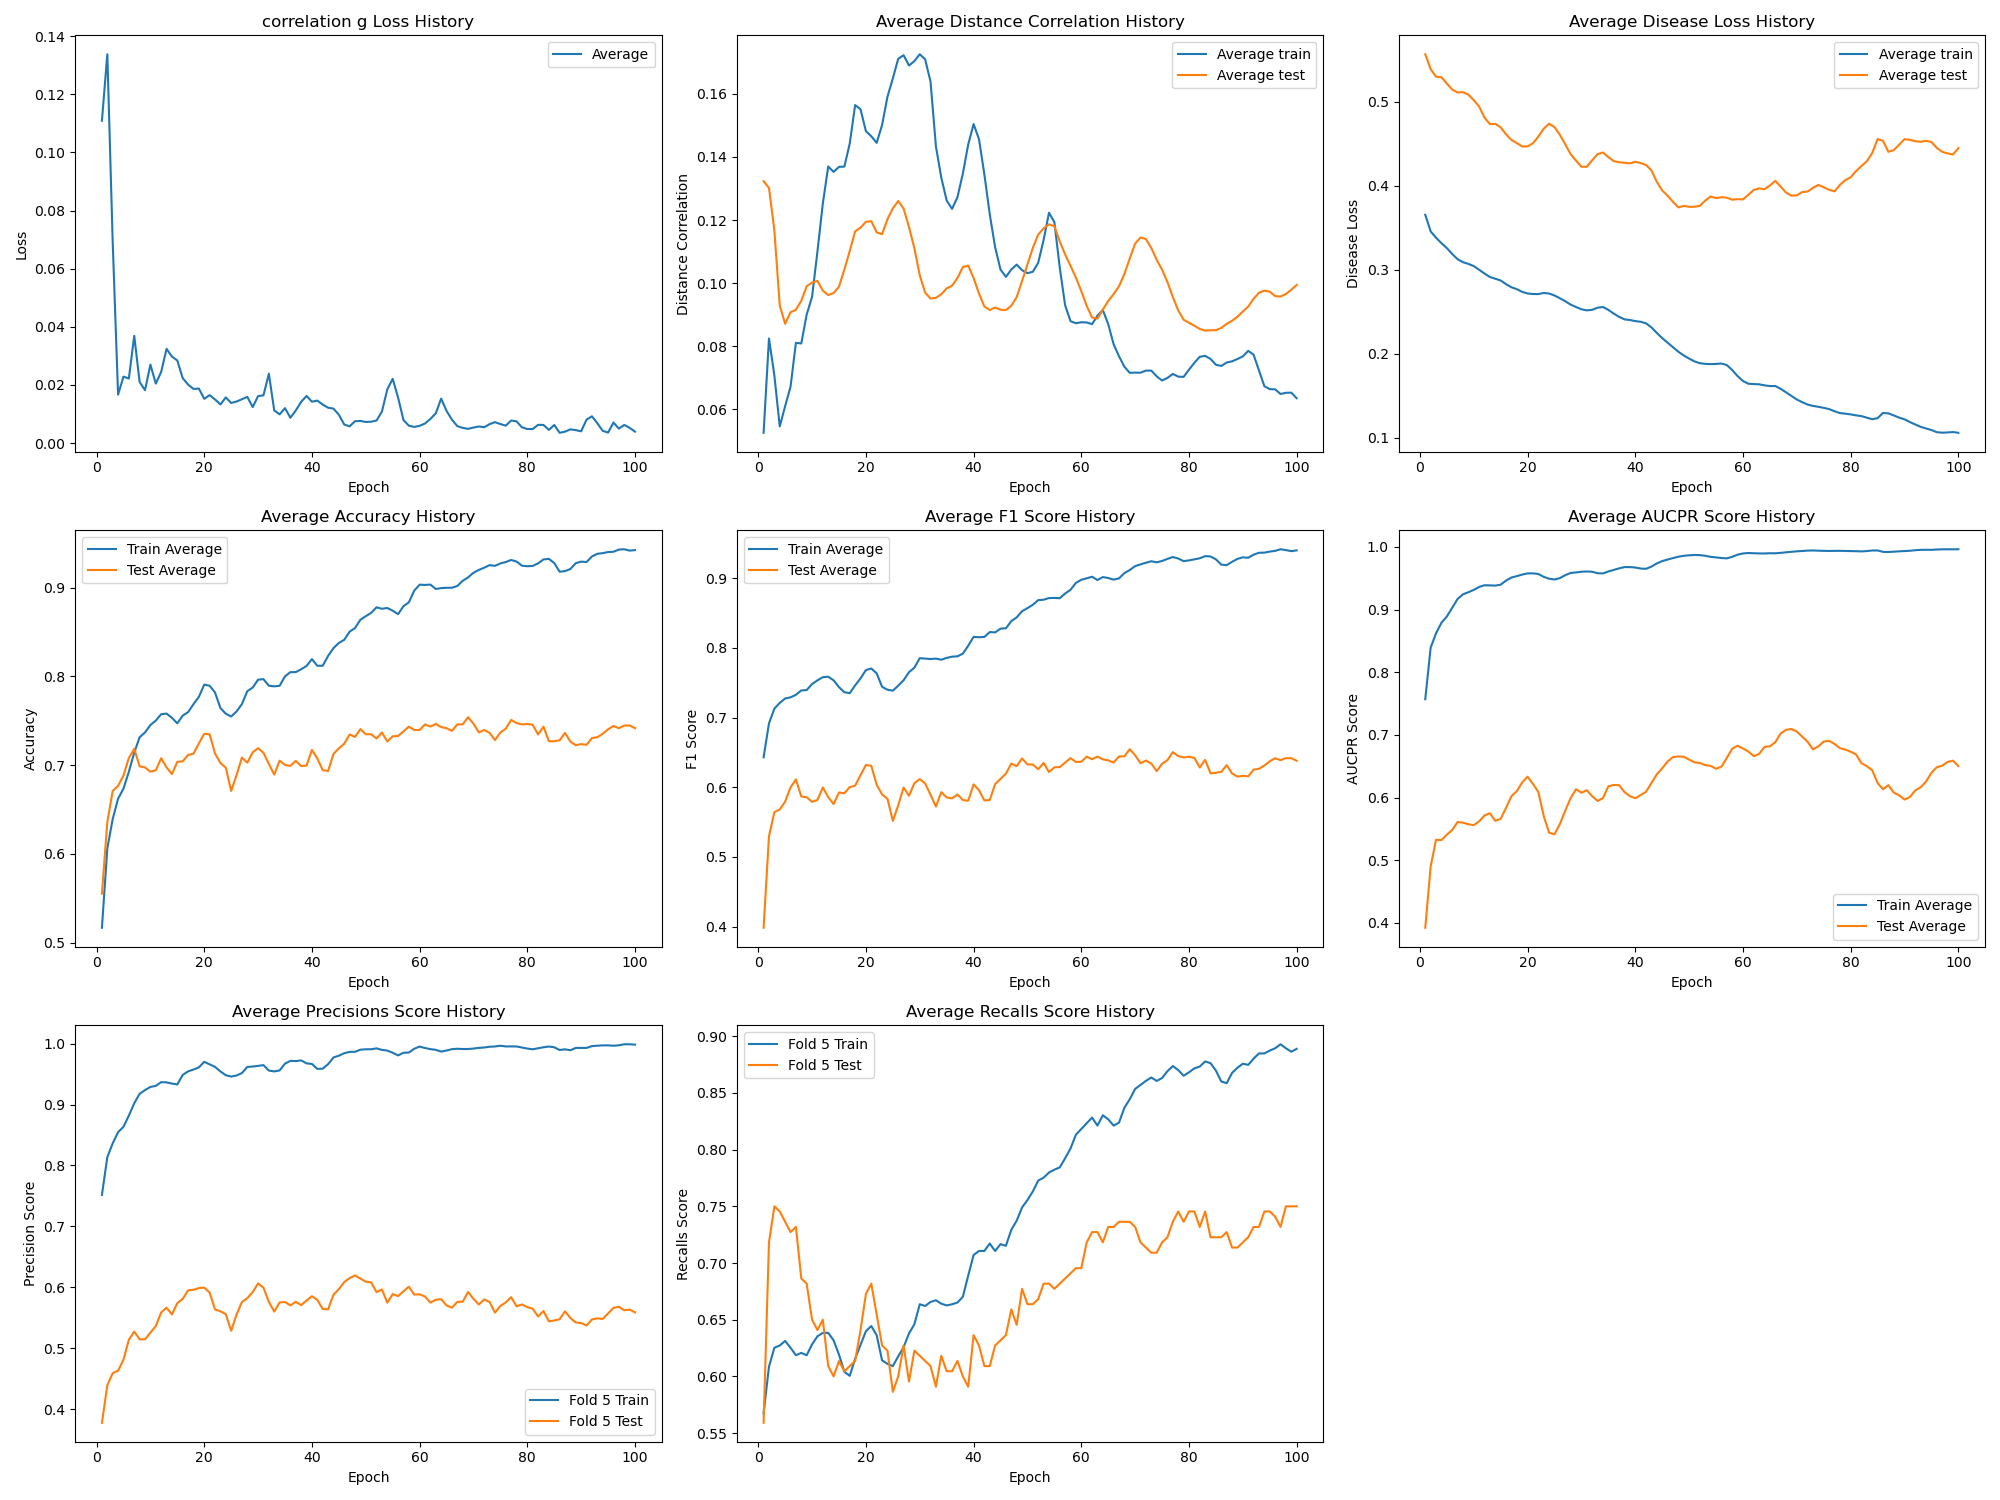 correlation g Loss History
Loss
0.14
0.12
0.10
0.08
0.06
0.04
0.02
0.00
Average
0 20 40 60 80 100
Epoch
Average Distance Correlation History
Distance Correlation
0.16
0.14
0.12
0.10
0.08
0.06
Average train
Average test
0 20 40 60 80 100
Epoch
Average Disease Loss History
Disease Loss
0.5
0.4
0.3
0.2
0.1
Average train
Average test
0 20 40 60 80 100
Epoch
Average Accuracy History
Accuracy
0.9
0.8
0.7
0.6
0.5
Train Average
Test Average
0 20 40 60 80 100
Epoch
Average F1 Score History
F1 Score
0.9
0.8
0.7
0.6
0.5
0.4
Train Average
Test Average
0 20 40 60 80 100
Epoch
Average AUCPR Score History
AUCPR Score
1.0
0.9
0.8
0.7
0.6
0.5
0.4
Train Average
Test Average
0 20 40 60 80 100
Epoch
Average Precisions Score History
Precision Score
1.0
0.9
0.8
0.7
0.6
0.5
0.4
Fold 5 Train
Fold 5 Test
0 20 40 60 80 100
Epoch
Average Recalls Score History
Recalls Score
0.90
0.85
0.80
0.75
0.70
0.65
0.60
0.55
Fold 5 Train
Fold 5 Test
0 20 40 60 80 100
Epoch